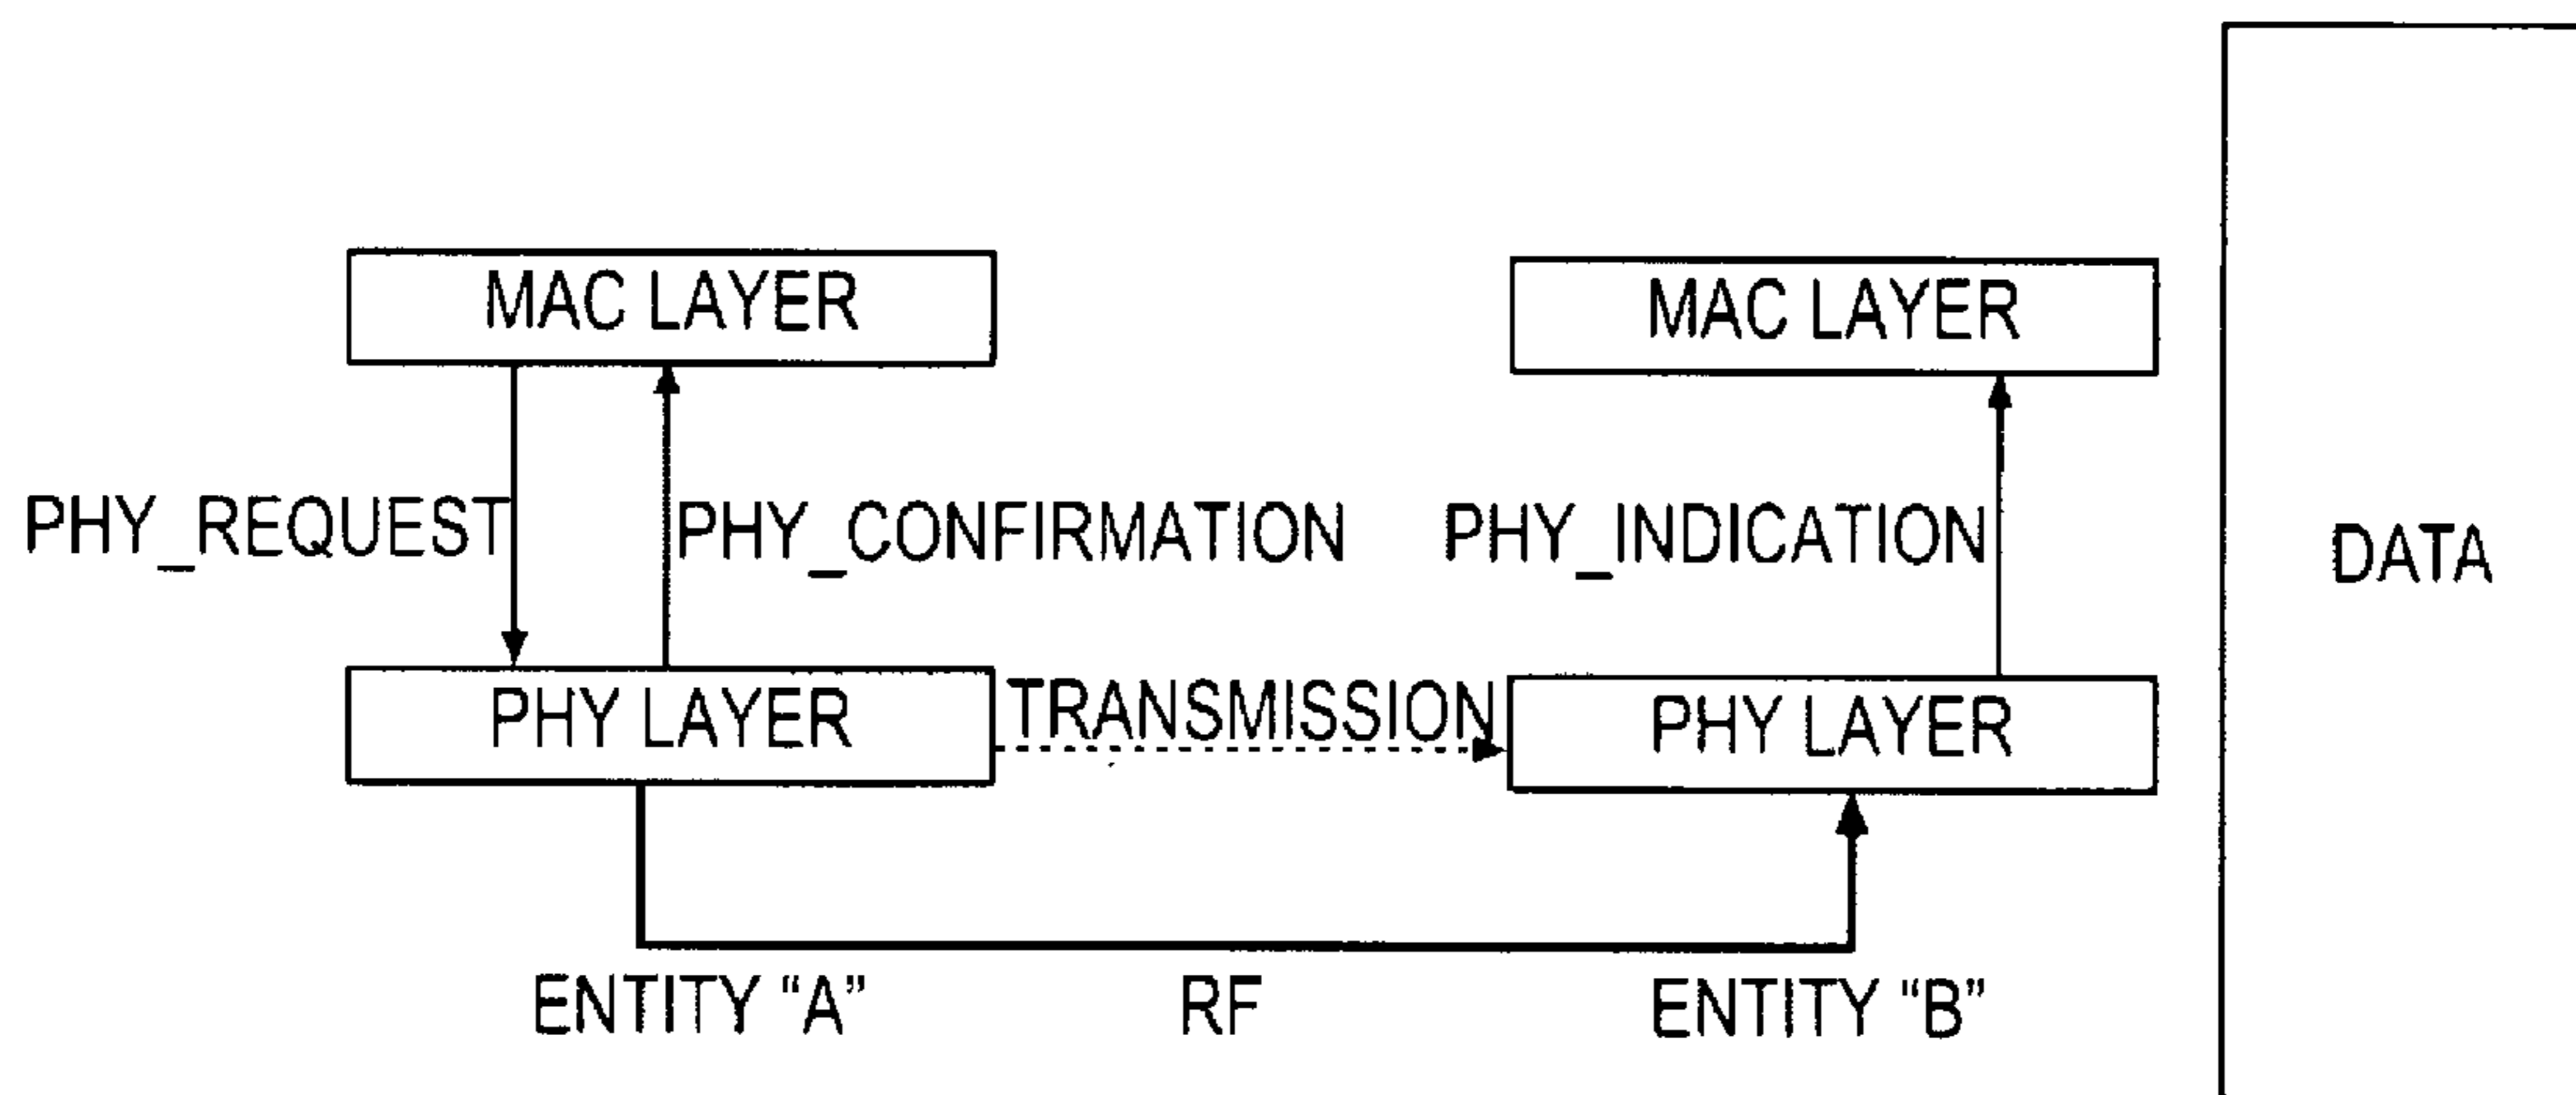 MAC LAYER
MAC LAYER
PHY_REQUEST
PHY_CONFIRMATION
PHY_INDICATION
DATA
PHY LAYER
TRANSMISSION
PHY LAYER
ENTITY “A”
RF
ENTITY “B”